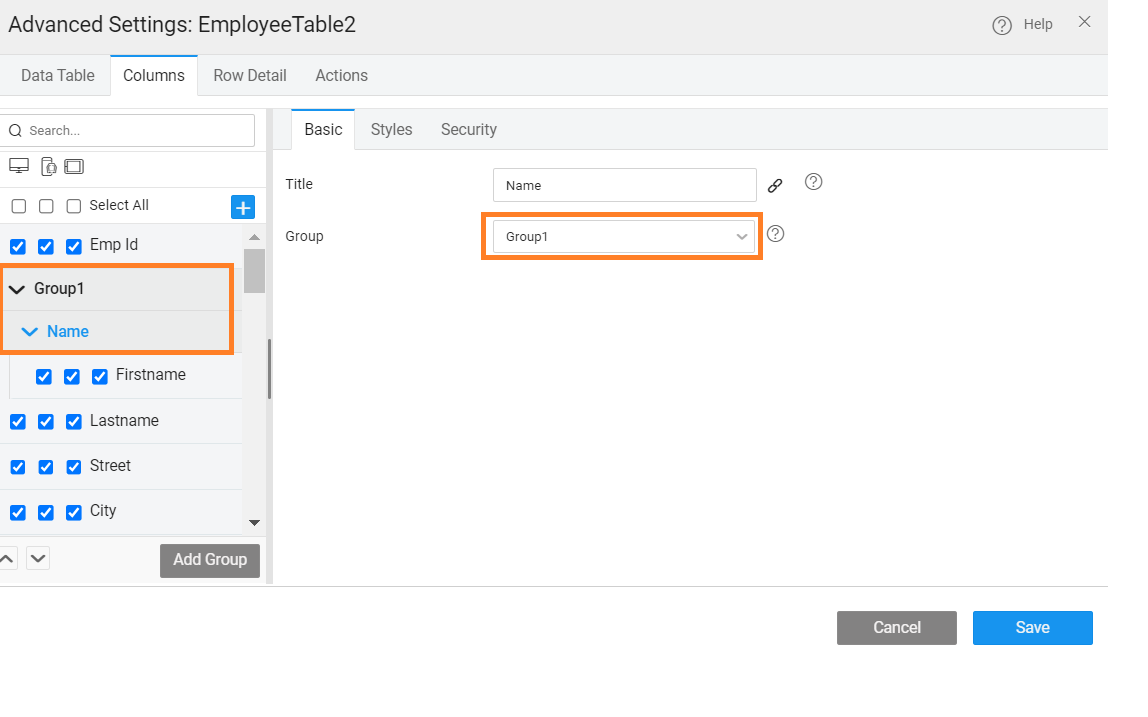 Advanced Settings: EmployeeTable2
Help
Data Table
Columns
Row Detail
Actions
Search...
Select All
Emp Id
Group1
Name
Firstname
Lastname
Street
City
Add Group
Basic
Styles
Security
Title
Name
Group
Group1
Cancel
Save